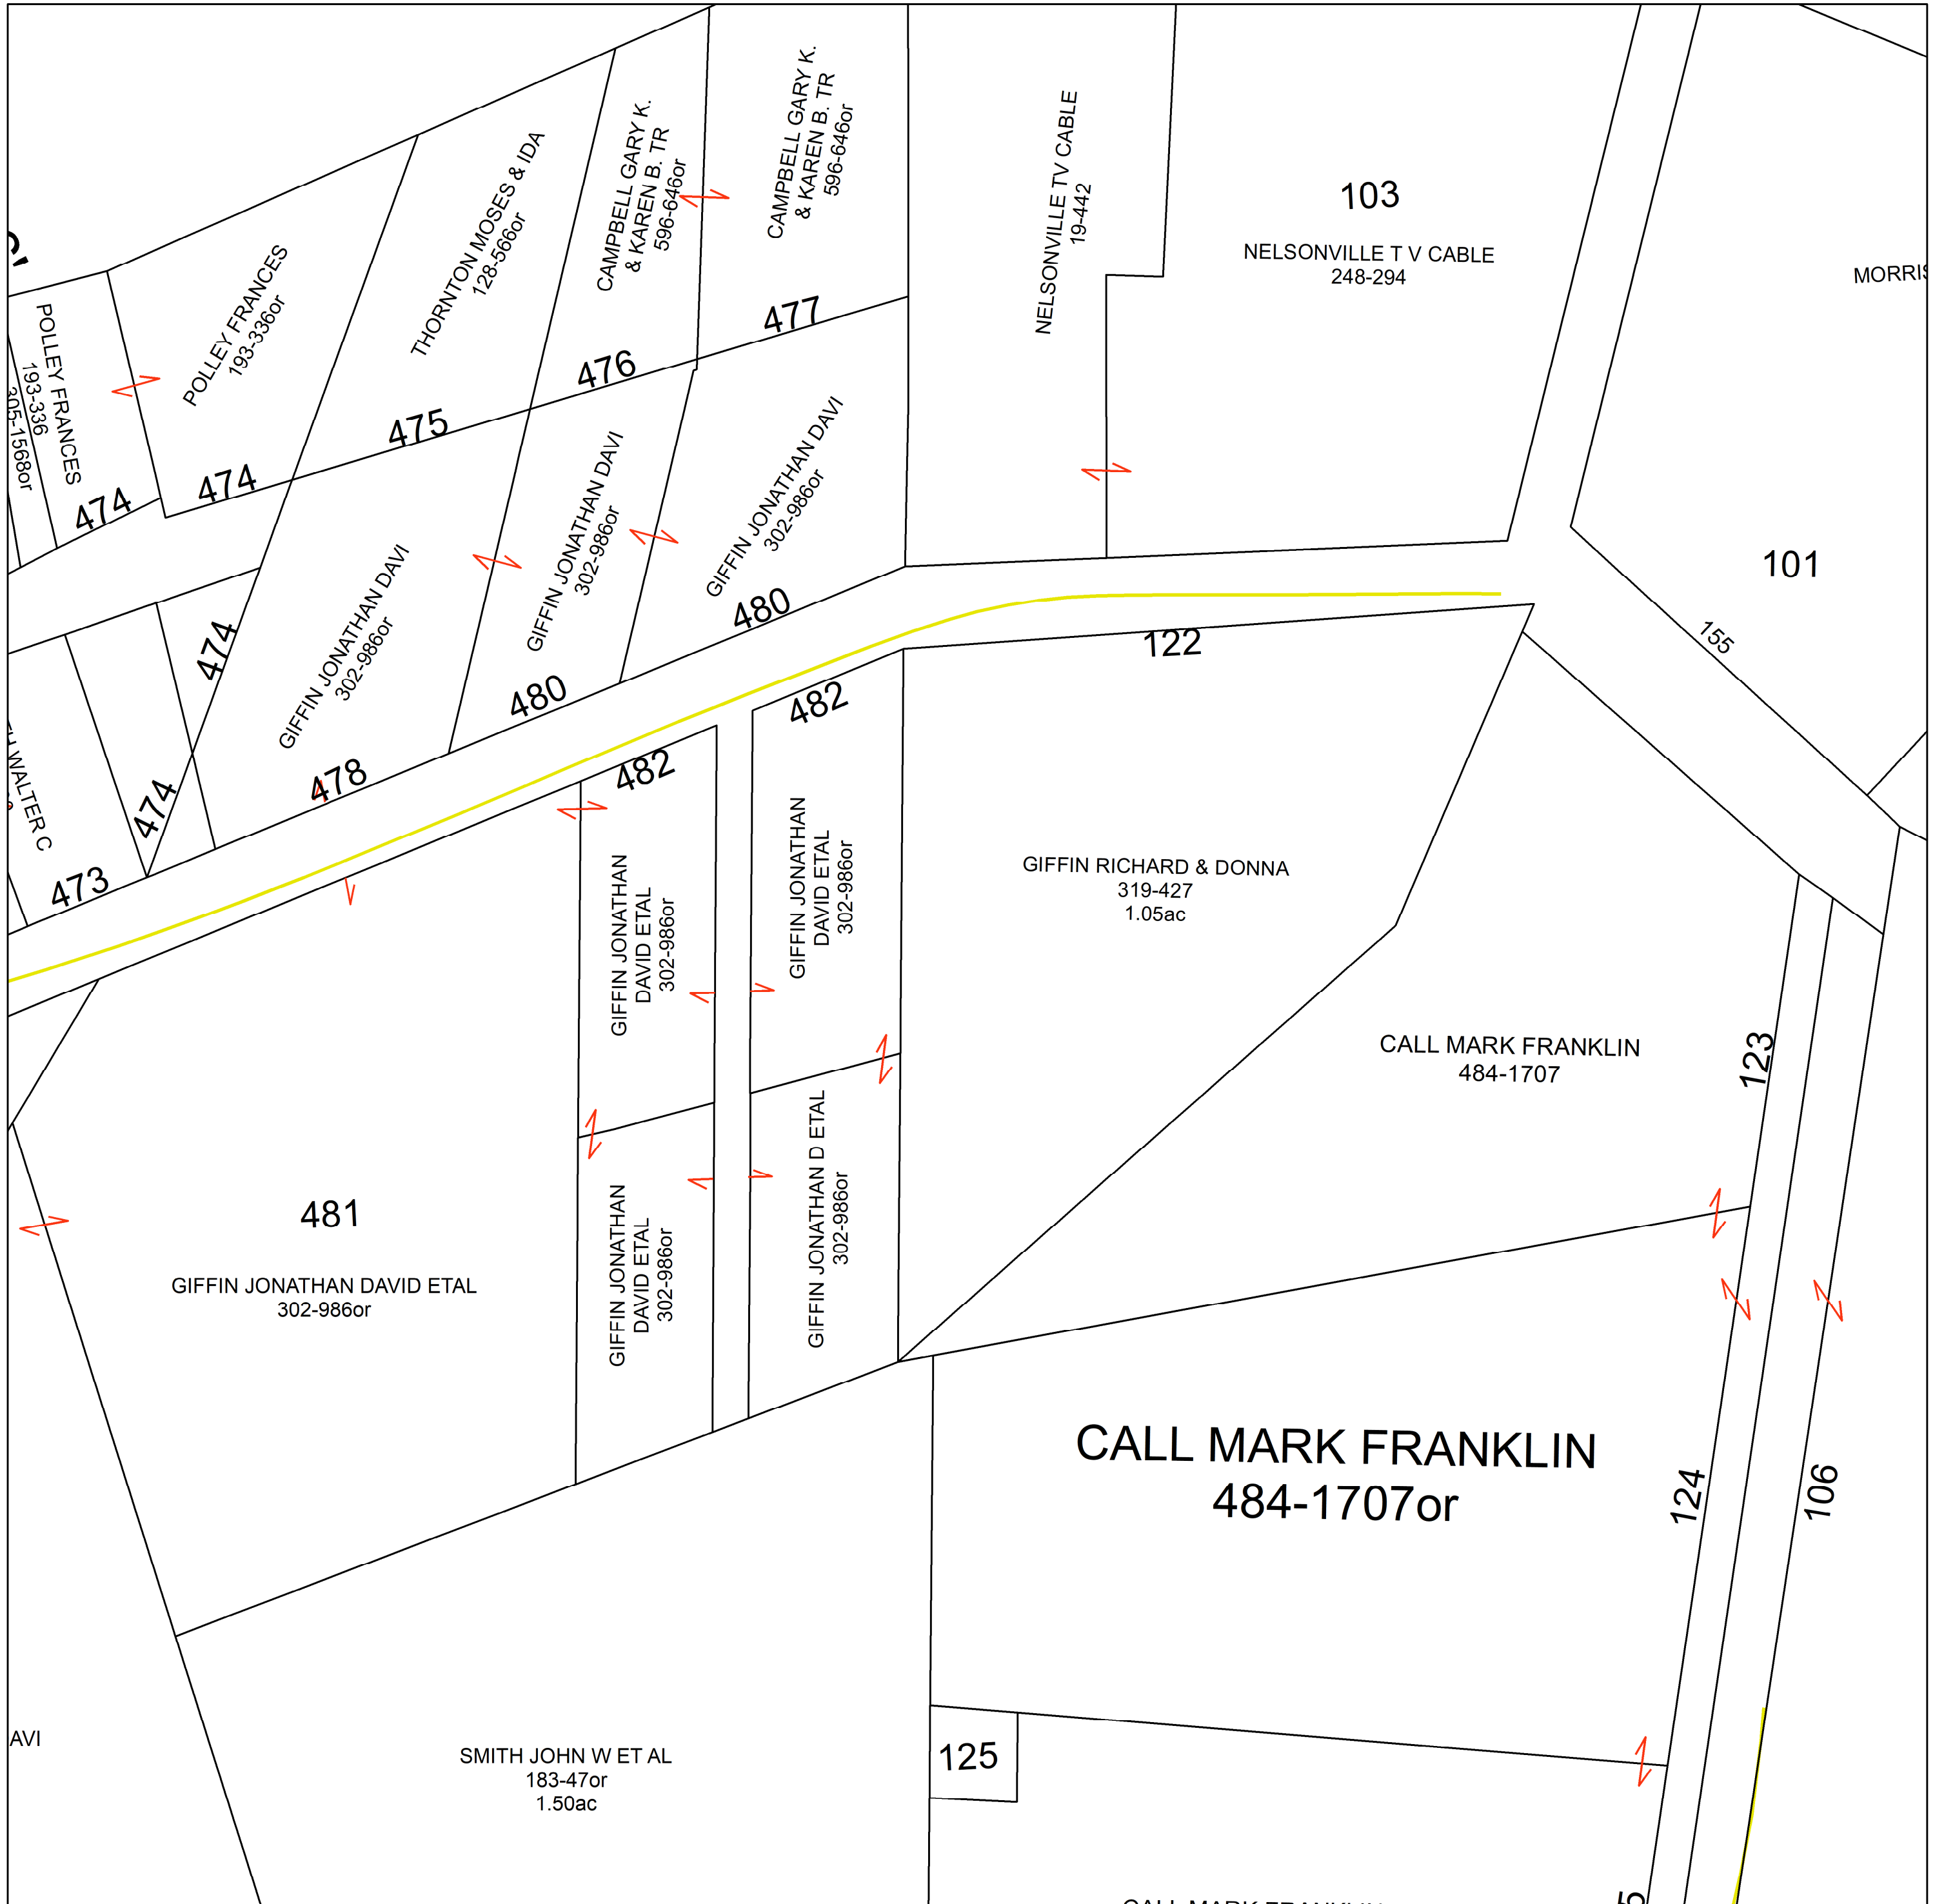 CAMPBELL GARY K.
& KAREN B. TR
596-646or
CAMPBELL GARY K.
& KAREN B. TR
596-646or
477
476
THORNTON MOSES & IDA
128-566or
475
POLLEY FRANCES
193-336or
474
POLLEY FRANCES
193-336
305-1568or
474
NELSONVILLE TV CABLE
19-442
103
NELSONVILLE T V CABLE
248-294
101
155
GIFFIN JONATHAN DAVI
302-986or
480
GIFFIN JONATHAN DAVI
302-986or
480
GIFFIN JONATHAN DAVI
302-986or
478
474
474
WALTER C
473
122
482
482
GIFFIN JONATHAN
DAVID ETAL
302-986or
GIFFIN JONATHAN
DAVID ETAL
302-986or
GIFFIN RICHARD & DONNA
319-427
1.05ac
CALL MARK FRANKLIN
484-1707
123
481
GIFFIN JONATHAN DAVID ETAL
302-986or
GIFFIN JONATHAN
DAVID ETAL
302-986or
GIFFIN JONATHAN D ETAL
302-986or
CALL MARK FRANKLIN
484-1707or
124
106
AVI
SMITH JOHN W ET AL
183-47or
1.50ac
125